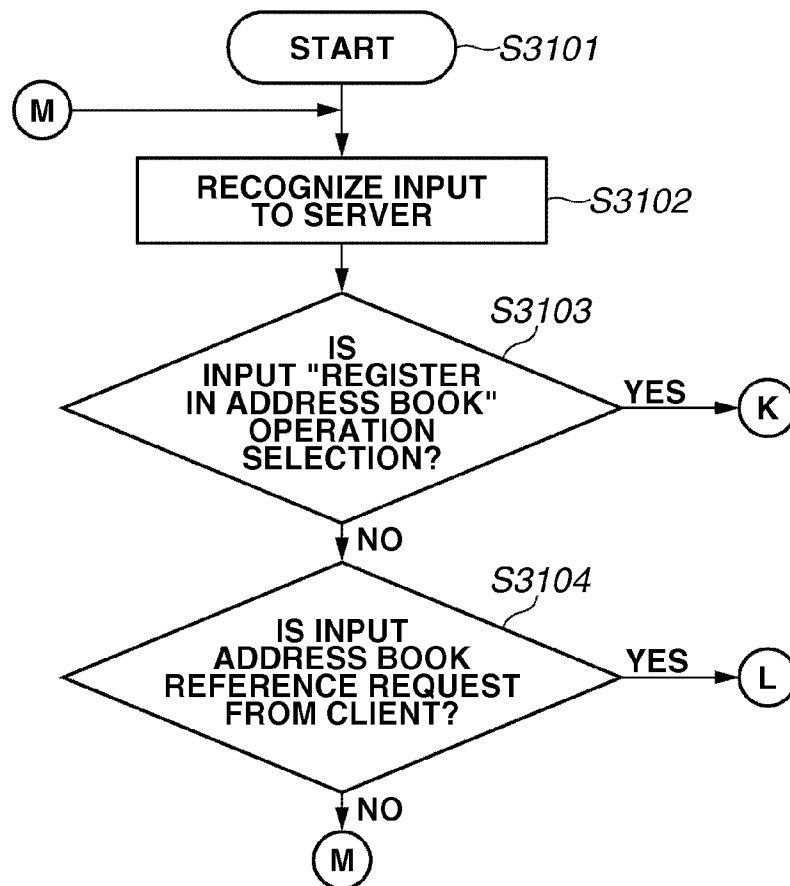 START
S3101
M
RECOGNIZE INPUT
TO SERVER
S3102
S3103
IS
INPUT "REGISTER
IN ADDRESS BOOK"
OPERATION
SELECTION?
YES
K
NO
S3104
IS INPUT
ADDRESS BOOK
REFERENCE REQUEST
FROM CLIENT?
YES
L
NO
M